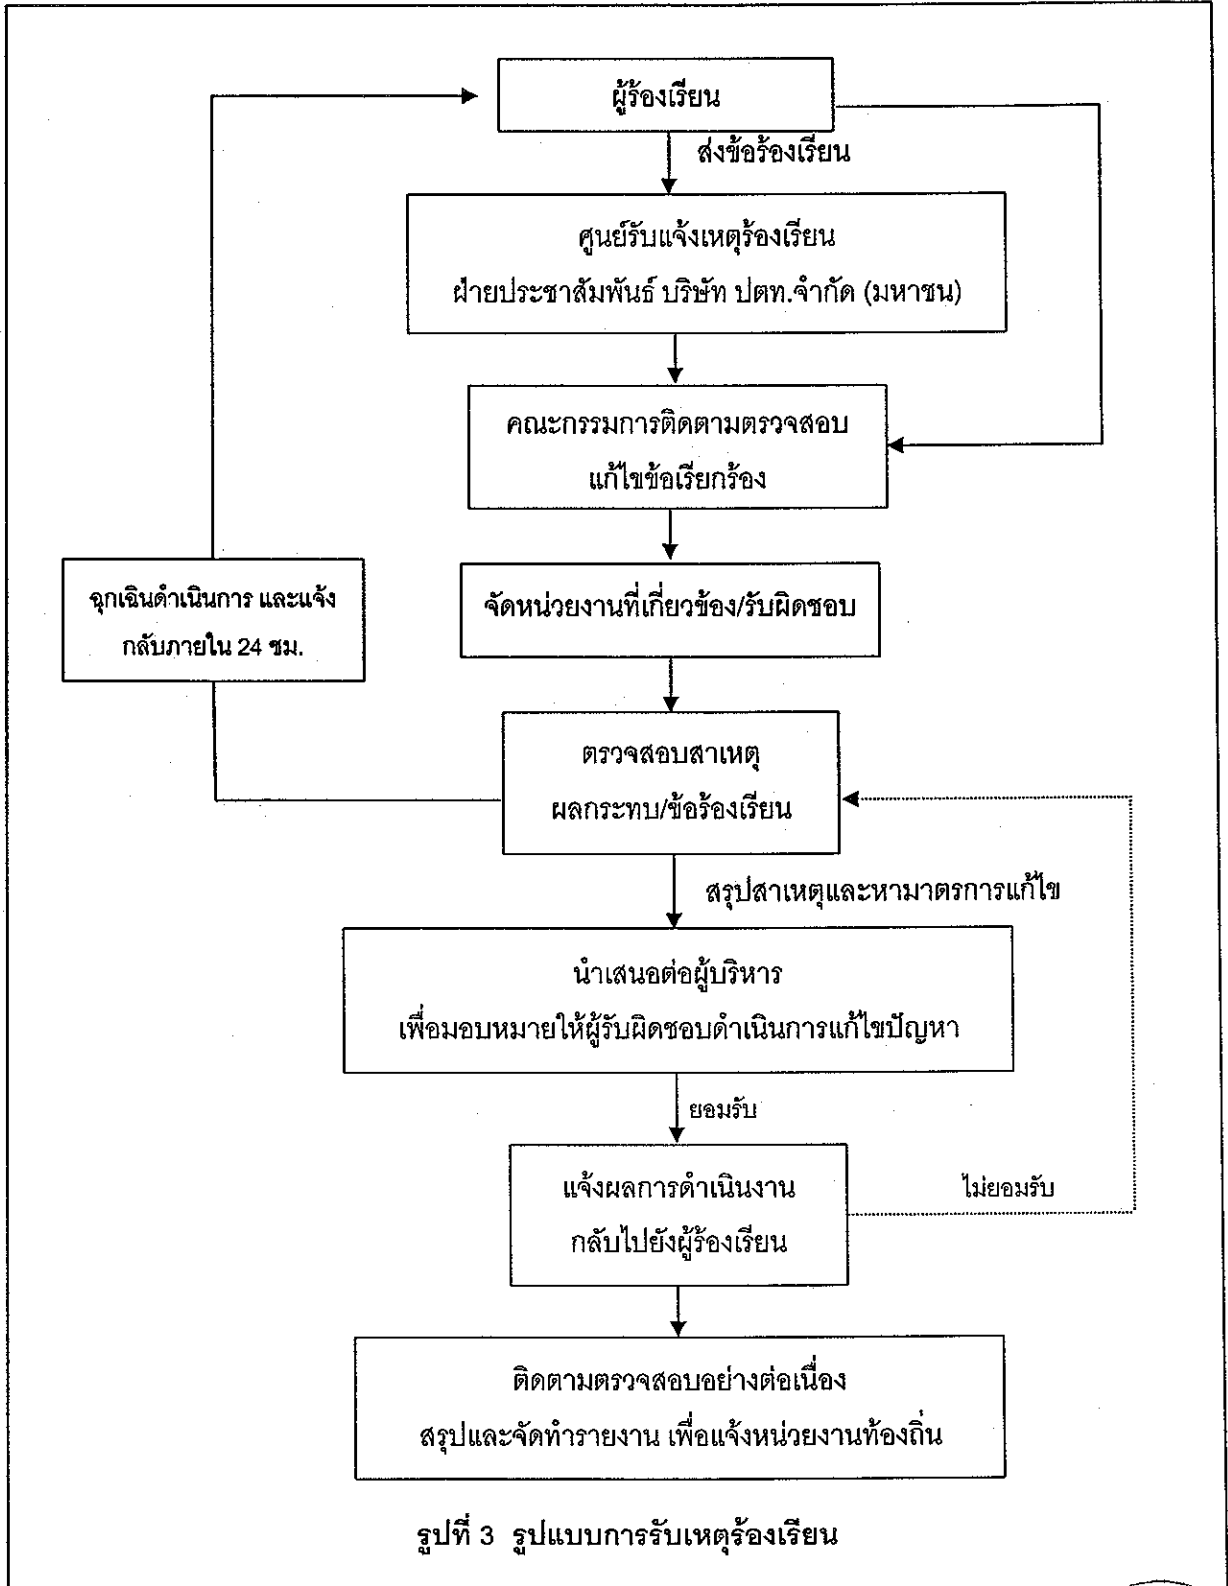 ผู้ร้องเรียน
ส่งข้อร้องเรียน
ศูนย์รับแจ้งเหตุร้องเรียน
ฝ่ายประชาสัมพันธ์ บริษัท ปตท.จำกัด (มหาชน)
คณะกรรมการติดตามตรวจสอบ
แก้ไขข้อเรียกร้อง
ฉุกเฉินดำเนินการ และแจ้ง
กลับภายใน 24 ชม.
จัดหน่วยงานที่เกี่ยวข้อง/รับผิดชอบ
ตรวจสอบสาเหตุ
ผลกระทบ/ข้อร้องเรียน
สรุปสาเหตุและหามาตรการแก้ไข
นำเสนอต่อผู้บริหาร
เพื่อมอบหมายให้ผู้รับผิดชอบดำเนินการแก้ไขปัญหา
ยอมรับ
แจ้งผลการดำเนินงาน
กลับไปยังผู้ร้องเรียน
ไม่ยอมรับ
ติดตามตรวจสอบอย่างต่อเนื่อง
สรุปและจัดทำรายงาน เพื่อแจ้งหน่วยงานท้องถิ่น
รูปที่ 3 รูปแบบการรับเหตุร้องเรียน